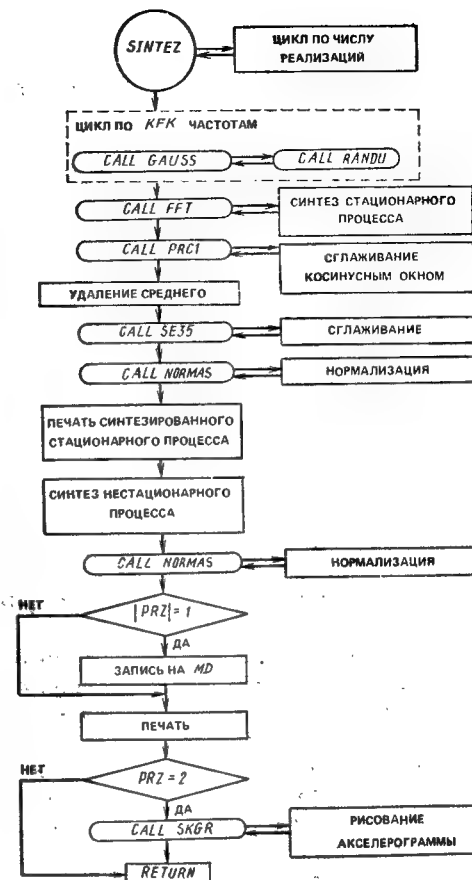 SINTEZ
ЦИКЛ ПО ЧИСЛУ
РЕАЛИЗАЦИЙ
ЦИКЛ ПО KFK ЧАСТОТАМ
CALL GAUSS
CALL RANDU
CALL FFT
СИНТЕЗ СТАЦИОНАРНОГО
ПРОЦЕССА
CALL PRC1
СГЛАЖИВАНИЕ
КОСИНУСНЫМ ОКНОМ
УДАЛЕНИЕ СРЕДНЕГО
CALL SE35
СГЛАЖИВАНИЕ
CALL NORMAS
НОРМАЛИЗАЦИЯ
ПЕЧАТЬ СИНТЕЗИРОВАННОГО
СТАЦИОНАРНОГО ПРОЦЕССА
СИНТЕЗ НЕСТАЦИОНАРНОГО
ПРОЦЕССА
CALL NORMAS
НОРМАЛИЗАЦИЯ
НЕТ
|PRZ|=1
ДА
ЗАПИСЬ НА MD
ПЕЧАТЬ
НЕТ
PRZ=2
ДА
CALL SKGR
РИСОВАНИЕ
АКСЕЛЕРОГРАММЫ
RETURN